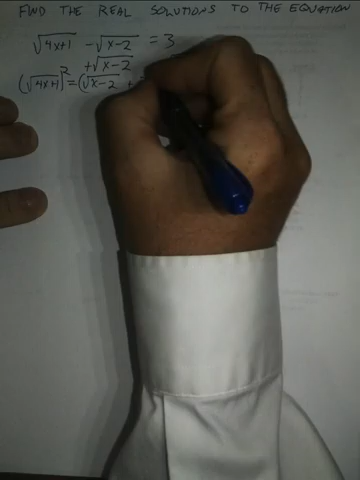 FIND THE REAL SOLUTIONS TO THE EQUATION
√4x+1 -√x-2 = 3
+√x-2
(√4x+1)² = (√x-2 +